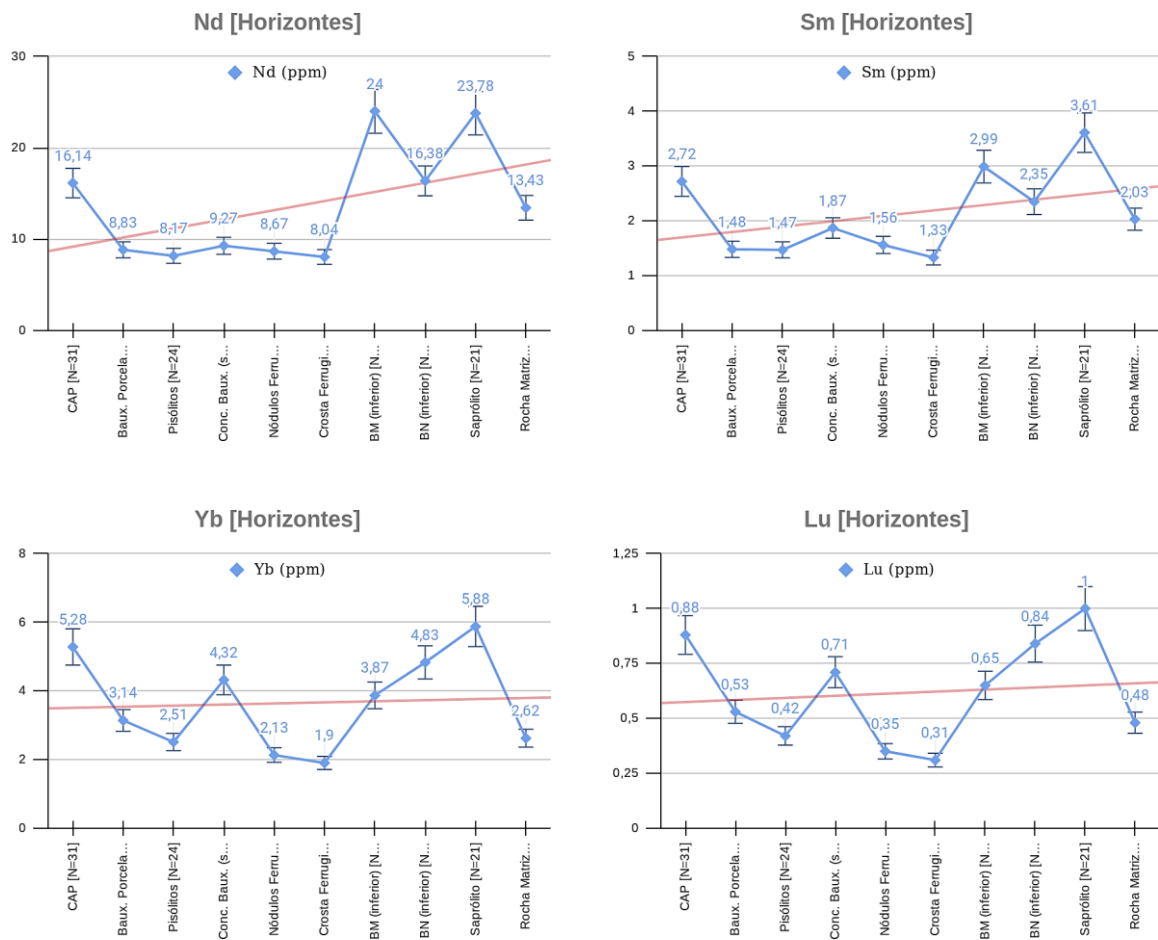 Nd [Horizontes]
Nd (ppm)
30
20
10
0
16,14
8,83
8,17
9,27
8,67
8,04
24
16,38
23,78
13,43
CAP [N=31]
Baux. Porcela...
Pisólitos [N=24]
Conc. Baux. (s...
Nódulos Ferru...
Crosta Ferrugi...
BM (inferior) [N...
BN (inferior) [N...
Saprólito [N=21]
Rocha Matriz...
Sm [Horizontes]
Sm (ppm)
5
4
3
2
1
0
2,72
1,48
1,47
1,87
1,56
1,33
2,99
2,35
3,61
2,03
CAP [N=31]
Baux. Porcela...
Pisólitos [N=24]
Conc. Baux. (s...
Nódulos Ferru...
Crosta Ferrugi...
BM (inferior) [N...
BN (inferior) [N...
Saprólito [N=21]
Rocha Matriz...
Yb [Horizontes]
Yb (ppm)
8
6
4
2
0
5,28
3,14
2,51
4,32
2,13
1,9
3,87
4,83
5,88
2,62
CAP [N=31]
Baux. Porcela...
Pisólitos [N=24]
Conc. Baux. (s...
Nódulos Ferru...
Crosta Ferrugi...
BM (inferior) [N...
BN (inferior) [N...
Saprólito [N=21]
Rocha Matriz...
Lu [Horizontes]
Lu (ppm)
1,25
1
0,75
0,5
0,25
0
0,88
0,53
0,42
0,71
0,35
0,31
0,65
0,84
1
0,48
CAP [N=31]
Baux. Porcela...
Pisólitos [N=24]
Conc. Baux. (s...
Nódulos Ferru...
Crosta Ferrugi...
BM (inferior) [N...
BN (inferior) [N...
Saprólito [N=21]
Rocha Matriz...